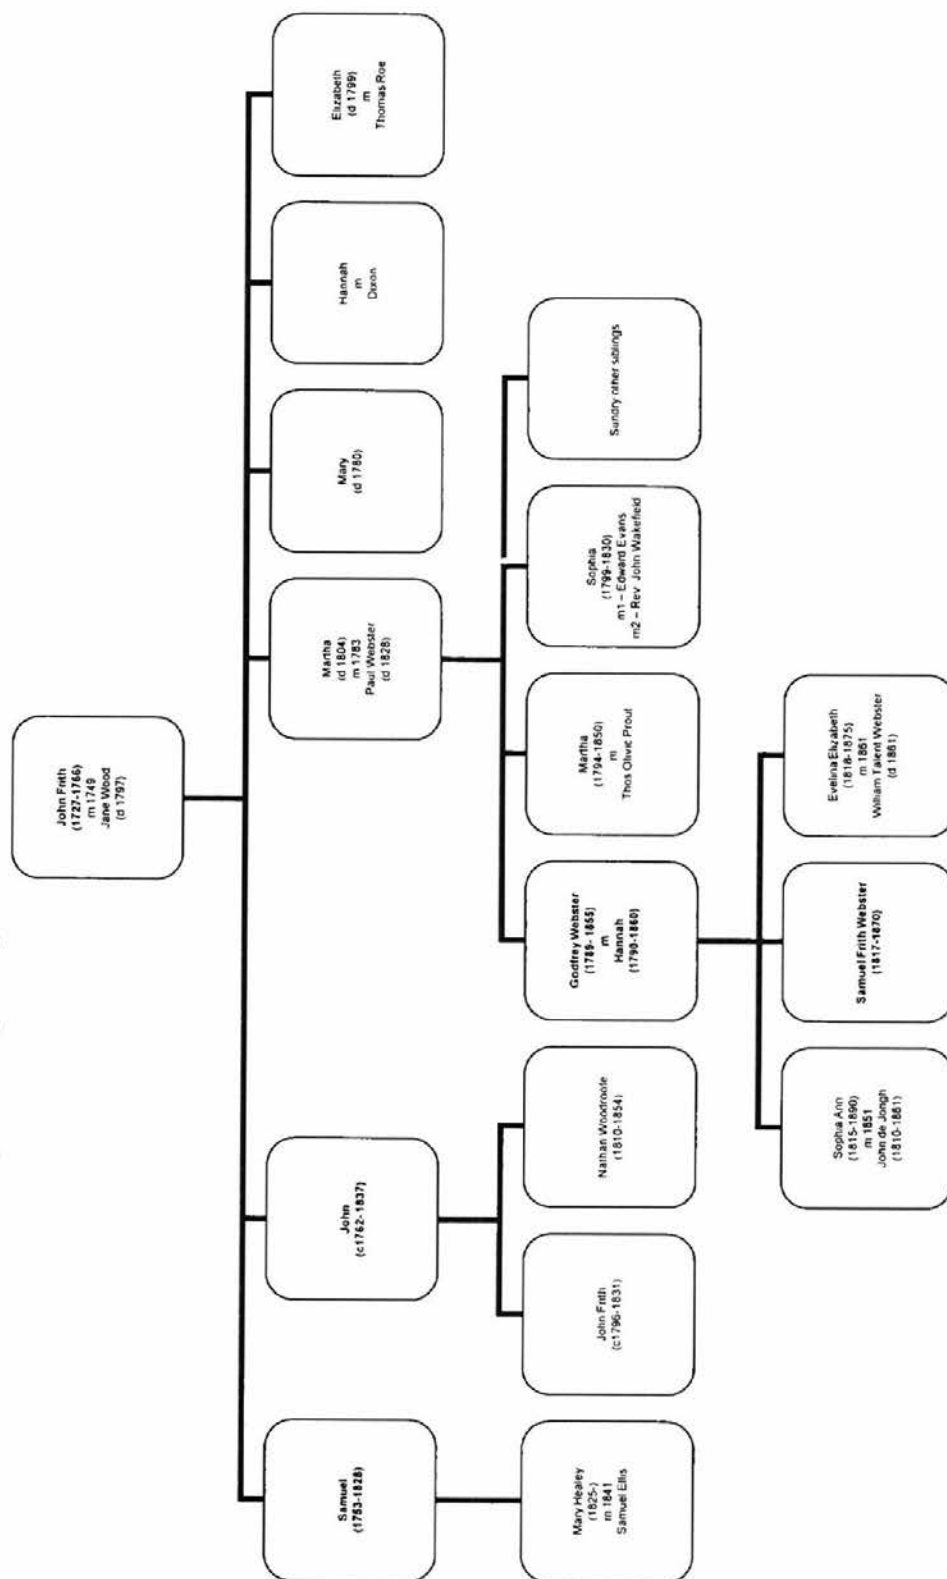 John Frith
(1727-1766)
m 1749
Jane Wood
(d 1797)
Samuel
(1753-1828)
John
(c1762-1837)
Martha
(d 1804)
m 1783
Paul Webster
(d 1828)
Mary
(d 1780)
Hannah
m
Dixon
Elizabeth
(d 1799)
m
Thomas Roe
Mary Healey
(1825-)
m 1841
Samuel Ellis
John Frith
(c1796-1831)
Nathan Woodroofe
(1810-1854)
Godfrey Webster
(1789-1855)
m
Hannah
(1790-1860)
Martha
(1794-1850)
m
Thos Olivic Prout
Sophia
(1799-1830)
m1 – Edward Evans
m2 – Rev John Wakefield
Sundry other siblings
Sophia Ann
(1815-1890)
m 1851
John de Jongh
(1810-1881)
Samuel Frith Webster
(1817-1870)
Evelina Elizabeth
(1818-1875)
m 1861
William Talent Webster
(d 1861)